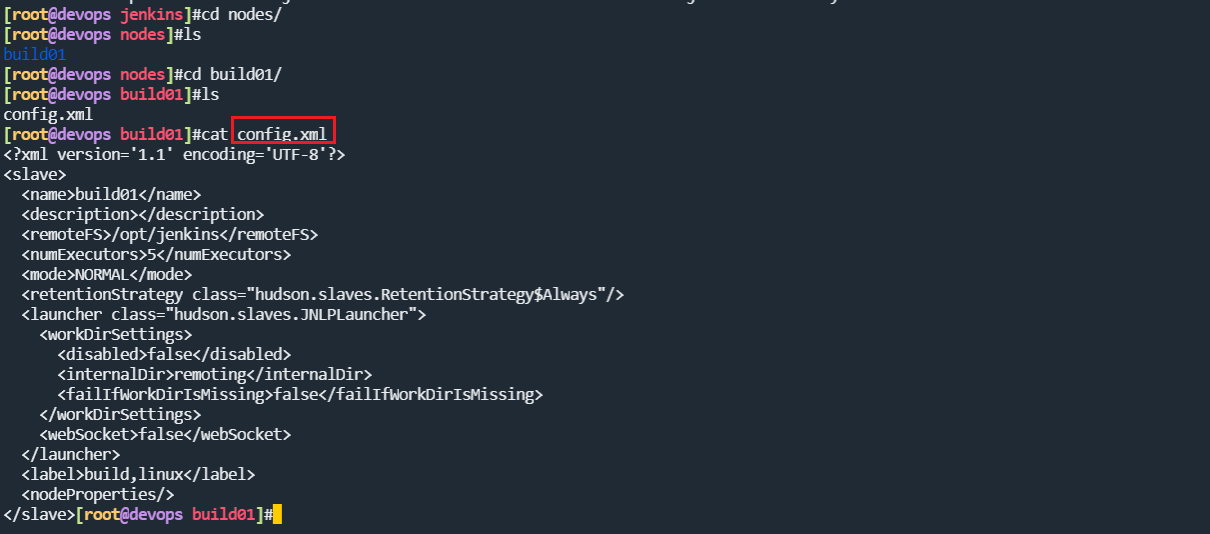 [root@devops jenkins]#cd nodes/
[root@devops nodes]#ls
build01
[root@devops nodes]#cd build01/
[root@devops build01]#ls
config.xml
[root@devops build01]#cat config.xml
<?xml version='1.1' encoding='UTF-8'?>
<slave>
  <name>build01</name>
  <description></description>
  <remoteFS>/opt/jenkins</remoteFS>
  <numExecutors>5</numExecutors>
  <mode>NORMAL</mode>
  <retentionStrategy class="hudson.slaves.RetentionStrategy$Always"/>
  <launcher class="hudson.slaves.JNLPLauncher">
    <workDirSettings>
      <disabled>false</disabled>
      <internalDir>remoting</internalDir>
      <failIfWorkDirIsMissing>false</failIfWorkDirIsMissing>
    </workDirSettings>
    <webSocket>false</webSocket>
  </launcher>
  <label>build,linux</label>
  <nodeProperties/>
</slave>[root@devops build01]#